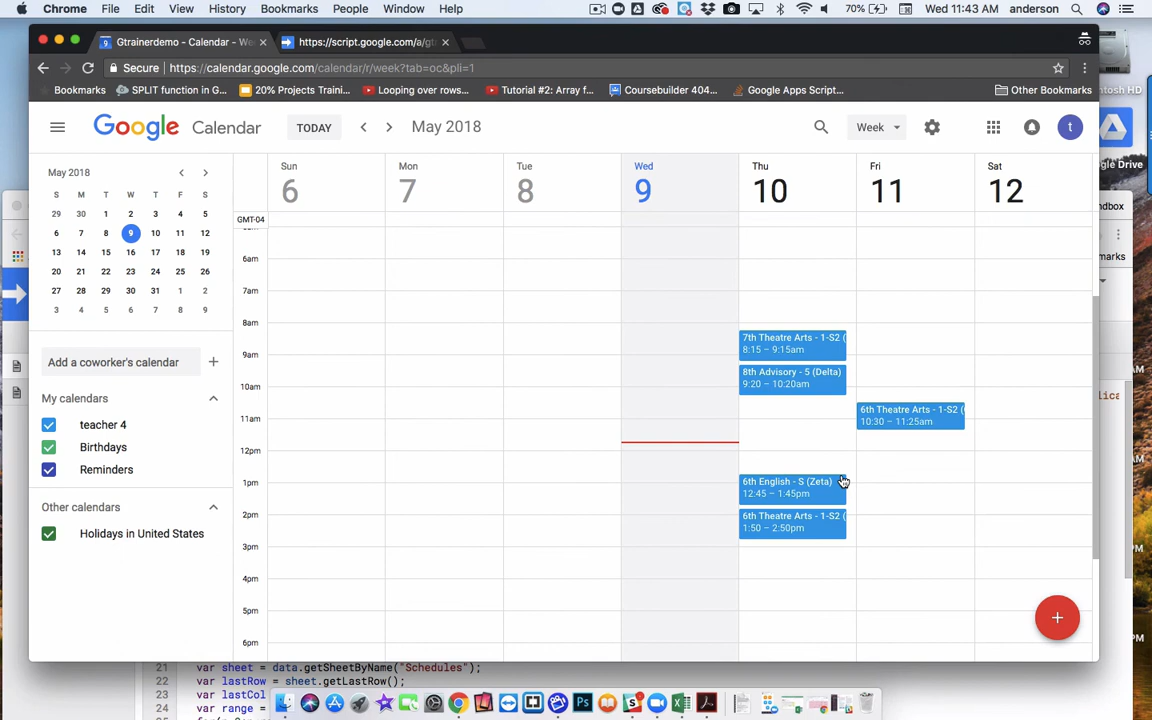 Chrome File Edit View History Bookmarks People Window Help 70% Wed 11:43 AM anderson
Gtrainerdemo - Calendar - We
https://script.google.com/a/gt
Secure https://calendar.google.com/calendar/r/week?tab=oc&pli=1
Bookmarks SPLIT function in G... 20% Projects Traini... Looping over rows... Tutorial #2: Array f... Coursebuilder 404... Google Apps Script... Other Bookmarks
Google Calendar TODAY May 2018 Week t
May 2018
S M T W T F S
29 30 1 2 3 4 5
6 7 8 9 10 11 12
13 14 15 16 17 18 19
20 21 22 23 24 25 26
27 28 29 30 31 1 2
3 4 5 6 7 8 9
Add a coworker's calendar
My calendars
teacher 4
Birthdays
Reminders
Other calendars
Holidays in United States
Sun Mon Tue Wed Thu Fri Sat
6 7 8 9 10 11 12
GMT-04
6am
7am
8am
9am
10am
11am
12pm
1pm
2pm
3pm
4pm
5pm
6pm
7th Theatre Arts - 1-S2 (
8:15 – 9:15am
8th Advisory - S (Delta)
9:20 – 10:20am
6th Theatre Arts - 1-S2 (
10:30 – 11:25am
6th English - S (Zeta)
12:45 – 1:45pm
6th Theatre Arts - 1-S2 (
1:50 – 2:50pm
21 var sheet = data.getSheetByName("Schedules");
22 var lastRow = sheet.getLastRow();
23 var lastCol
24 var range =